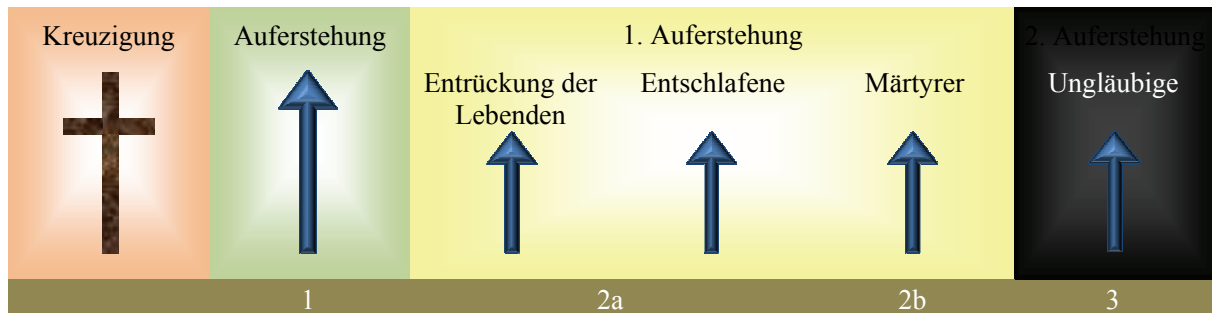 Kreuzigung
Auferstehung
1. Auferstehung
2. Auferstehung
Entrückung der
Lebenden
Entschlafene
Märtyrer
Ungläubige
1
2a
2b
3